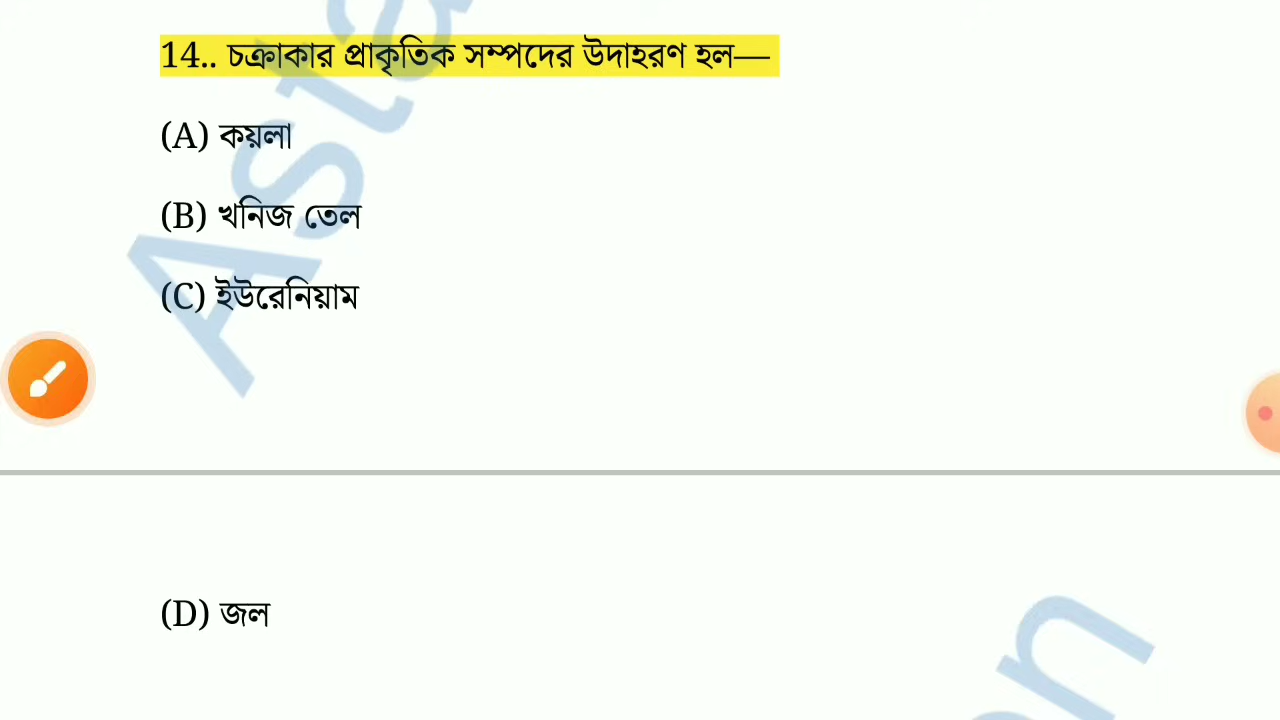 14.. চক্রাকার প্রাকৃতিক সম্পদের উদাহরণ হল—
(A) কয়লা
(B) খনিজ তেল
(C) ইউরেনিয়াম
(D) জল